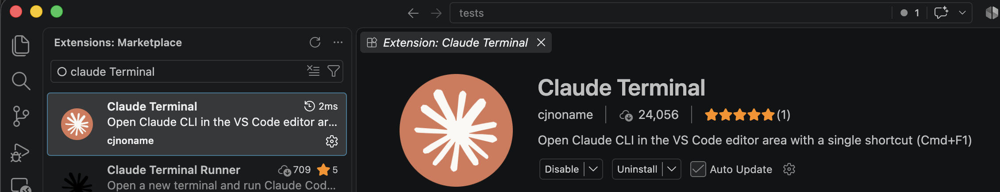 tests
1
Extensions: Marketplace
claude Terminal
Claude Terminal
2ms
Open Claude CLI in the VS Code editor ar...
cjnoname
Claude Terminal Runner
709
5
Open a new terminal and run Claude Cod...
Extension: Claude Terminal
Claude Terminal
cjnoname
24,056
(1)
Open Claude CLI in the VS Code editor area with a single shortcut (Cmd+F1)
Disable
Uninstall
Auto Update